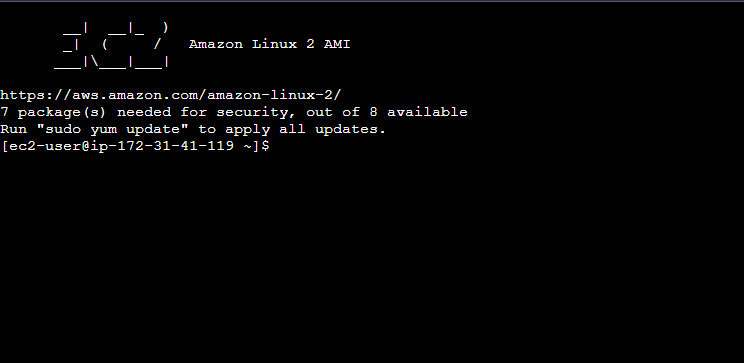 __|  __|_  )
_|  (     /   Amazon Linux 2 AMI
___|\___|___|
https://aws.amazon.com/amazon-linux-2/
7 package(s) needed for security, out of 8 available
Run "sudo yum update" to apply all updates.
[ec2-user@ip-172-31-41-119 ~]$